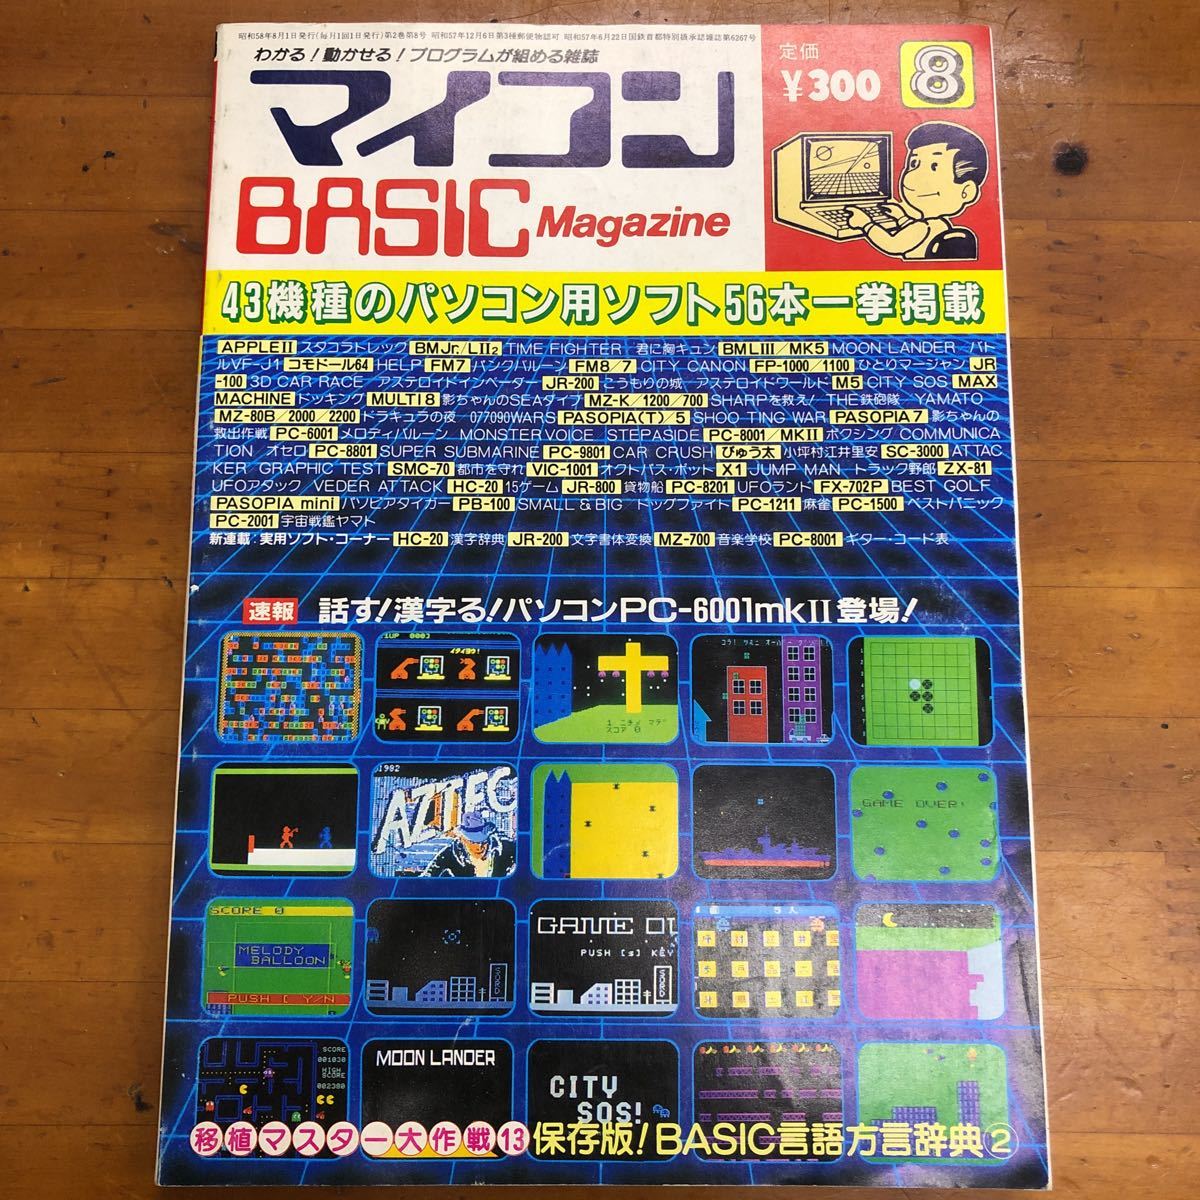 昭和58年8月1日発行(毎月1回1日発行)第2巻第8号 昭和57年12月6日第3種郵便物認可 昭和57年6月22日国鉄首都特別扱承認雑誌第6267号
わかる!動かせる!プログラムが組める雑誌
マイコン
BASIC Magazine
定価
¥300
8
43機種のパソコン用ソフト56本一挙掲載
APPLEII スタコラトレック BMJr./LII2 TIME FIGHTER 君に胸キュン BMLIII/MK5 MOON LANDER バト
ルVF-J1 コモドール64 HELP FM7 パンクバルーン FM8/7 CITY CANON FP-1000/1100 ひとりマージャン JR
-100 3D CAR RACE アステロイドインベーター JR-200 こうもりの城 アステロイドワールド M5 CITY SOS MAX
MACHINE ドッキング MULTI8 影ちゃんのSEAタイプ MZ-K/1200/700 SHARPを救え! THE鉄砲隊 YAMATO
MZ-80B/2000/2200 ドラキュラの夜 077090WARS PASOPIA(T)/5 SHOO TING WAR PASOPIA7 影ちゃんの
救出作戦 PC-6001 メロディバルーン MONSTER VOICE STEPASIDE PC-8001/MKII ボクシング COMMUNICA
TION オセロ PC-8801 SUPER SUBMARINE PC-9801 CAR CRUSH ぴゅう太 小坪村江井里安 SC-3000 ATTAC
KER GRAPHIC TEST SMC-70 都市を守れ VIC-1001 オクトパス・ポット X1 JUMP MAN トラック野郎 ZX-81
UFOアタック VEDER ATTACK HC-20 15ゲーム JR-800 貨物船 PC-8201 UFOランド FX-702P BEST GOLF
PASOPIA mini パソピアタイガー PB-100 SMALL & BIG ドッグファイト PC-1211 麻雀 PC-1500 ベストパニック
PC-2001 宇宙戦艦ヤマト
新連載:実用ソフト・コーナー HC-20 漢字辞典 JR-200 文字書体変換 MZ-700 音楽学校 PC-8001 ギター・コード表
速報 話す!漢字る!パソコンPC-6001mkII登場!
1UP 000
イタイヨウ!
スコア 0
1982
AZTEC
GAME OVER!
SCORE 0
MELODY
BALLOON
PUSH [ Y/N
SORD
GAME O
PUSH [s] KEY
SORD
SCORE
001030
HIGH
SCORE
002380
MOON LANDER
CITY
SOS!
移植マスター大作戦13 保存版!BASIC言語方言辞典②